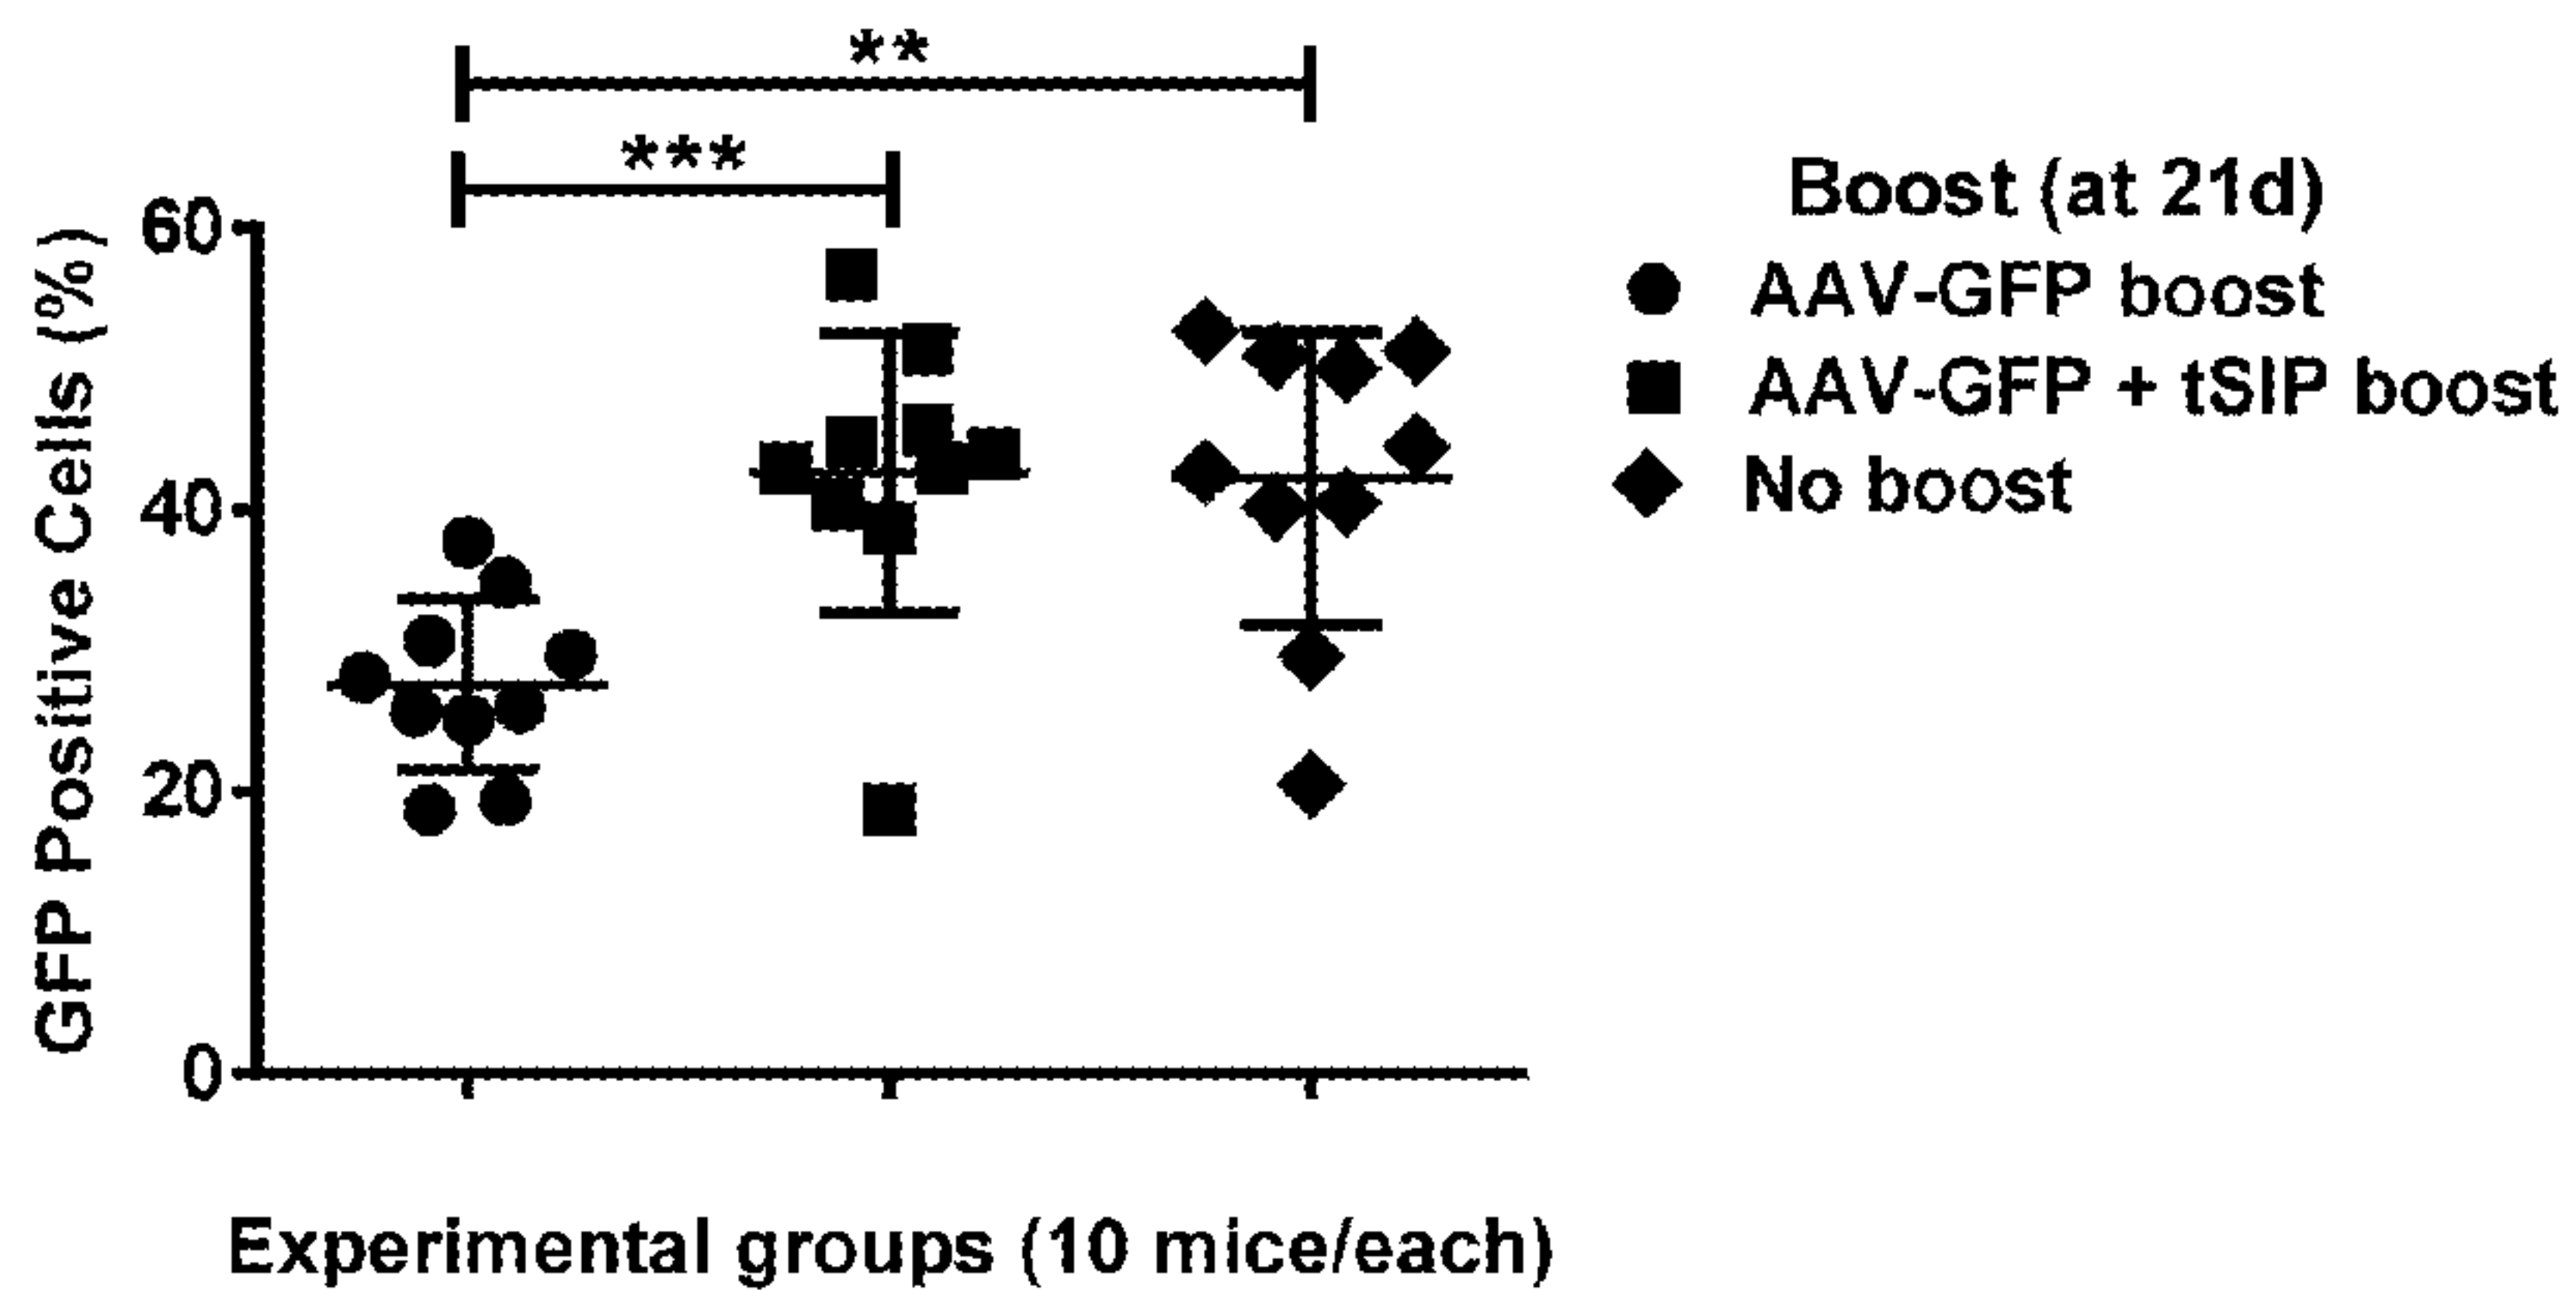 **
***
60
40
20
0
GFP Positive Cells (%)
Experimental groups (10 mice/each)
Boost (at 21d)
AAV-GFP boost
AAV-GFP + tSIP boost
No boost